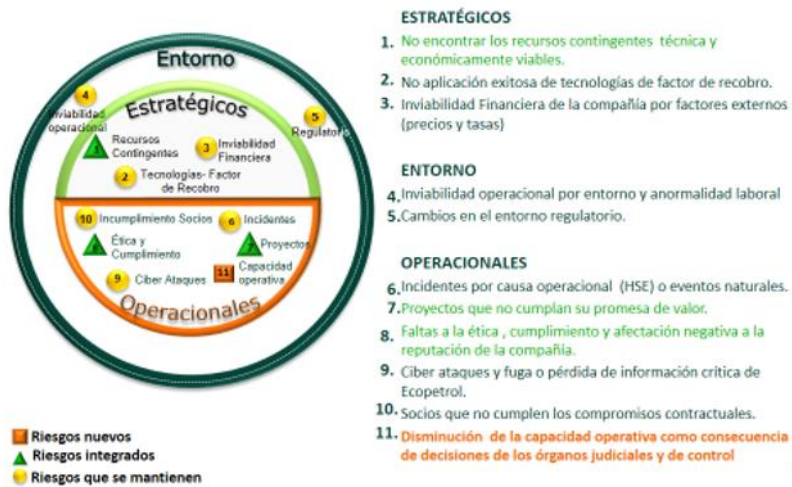 Entorno
4
Inviabilidad
operacional
Estratégicos
5
Regulatorio
1
Recursos
Contingentes
3
Inviabilidad
Financiera
2
Tecnologías- Factor
de Recobro
10 Incumplimiento Socios
6 Incidentes
8
Ética y
Cumplimiento
7 Proyectos
9 Ciber Ataques
11 Capacidad
operativa
Operacionales
Riesgos nuevos
Riesgos integrados
Riesgos que se mantienen
ESTRATÉGICOS
1. No encontrar los recursos contingentes técnica y
económicamente viables.
2. No aplicación exitosa de tecnologías de factor de recobro.
3. Inviabilidad Financiera de la compañía por factores externos
(precios y tasas)
ENTORNO
4. Inviabilidad operacional por entorno y anormalidad laboral
5. Cambios en el entorno regulatorio.
OPERACIONALES
6. Incidentes por causa operacional (HSE) o eventos naturales.
7. Proyectos que no cumplan su promesa de valor.
8. Faltas a la ética , cumplimiento y afectación negativa a la
reputación de la compañía.
9. Ciber ataques y fuga o pérdida de información crítica de
Ecopetrol.
10. Socios que no cumplen los compromisos contractuales.
11. Disminución de la capacidad operativa como consecuencia
de decisiones de los órganos judiciales y de control